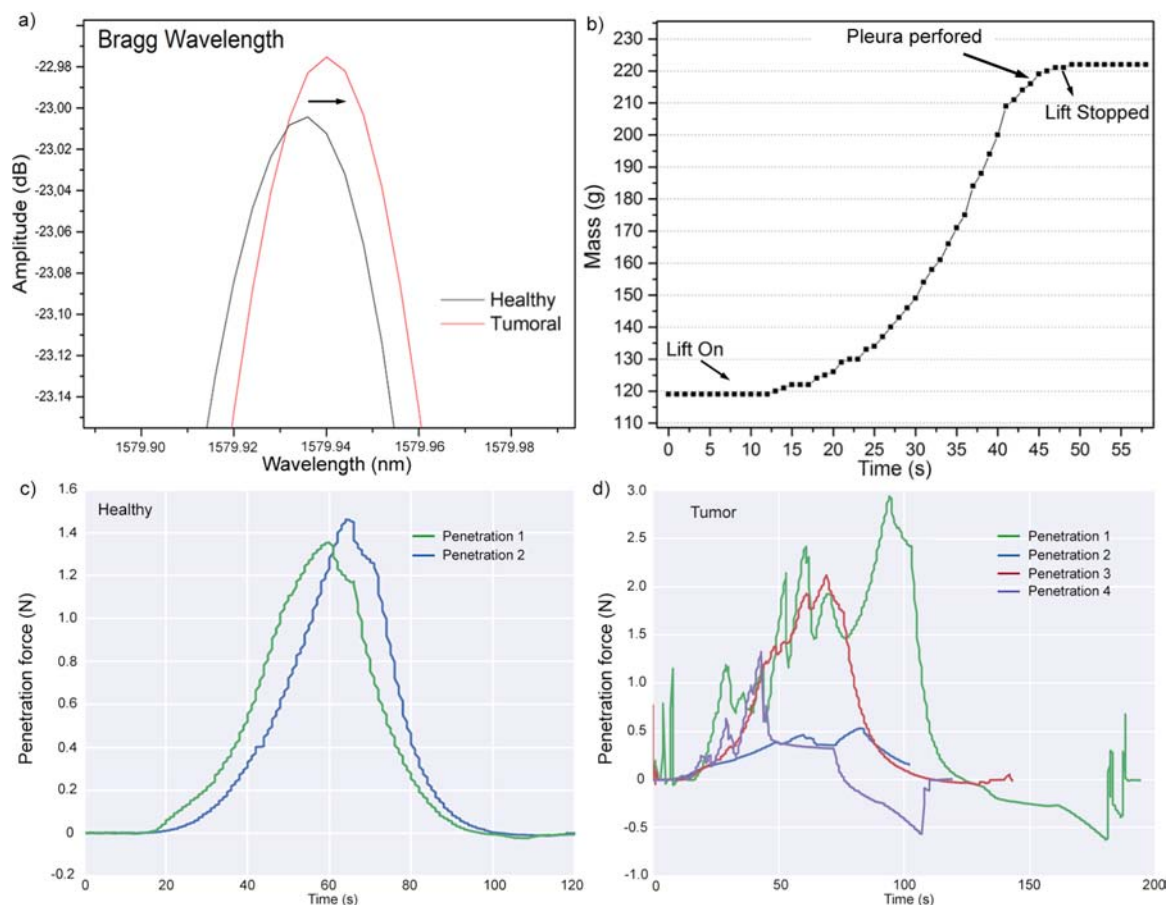 a)
Bragg Wavelength
Amplitude (dB)
-22.98
-23.00
-23.02
-23.04
-23.06
-23.08
-23.10
-23.12
-23.14
Healthy
Tumoral
1579.90 1579.92 1579.94 1579.96 1579.98
Wavelength (nm)
b)
Mass (g)
230
220
210
200
190
180
170
160
150
140
130
120
110
Pleura perfored
Lift Stopped
Lift On
0 5 10 15 20 25 30 35 40 45 50 55
Time (s)
c)
Healthy
Penetration force (N)
1.6
1.4
1.2
1.0
0.8
0.6
0.4
0.2
0
-0.2
Penetration 1
Penetration 2
0 20 40 60 80 100 120
Time (s)
d)
Tumor
Penetration force (N)
3.0
2.5
2.0
1.5
1.0
0.5
0
-0.5
-1.0
Penetration 1
Penetration 2
Penetration 3
Penetration 4
0 50 100 150 200
Time (s)